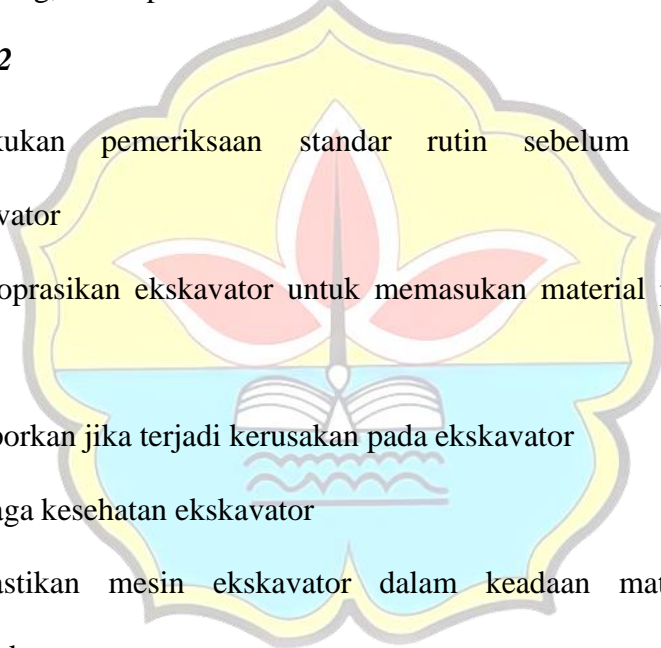 2
kukan pemeriksaan standar rutin sebelum
vator
oprasikan ekskavator untuk memasukan material p
orkan jika terjadi kerusakan pada ekskavator
aga kesehatan ekskavator
astikan mesin ekskavator dalam keadaan mat